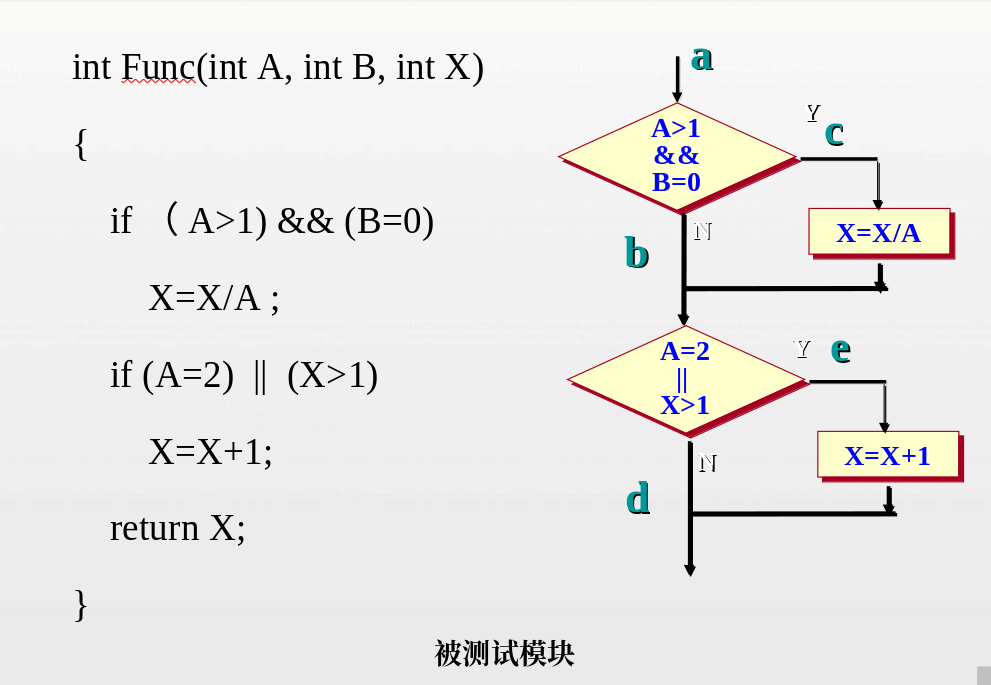 int Func(int A, int B, int X)
{
if （ A>1) && (B=0)
X=X/A ;
if (A=2) || (X>1)
X=X+1;
return X;
}
a
A>1
&&
B=0
Y
c
X=X/A
N
b
A=2
||
X>1
Y
e
X=X+1
N
d
被测试模块